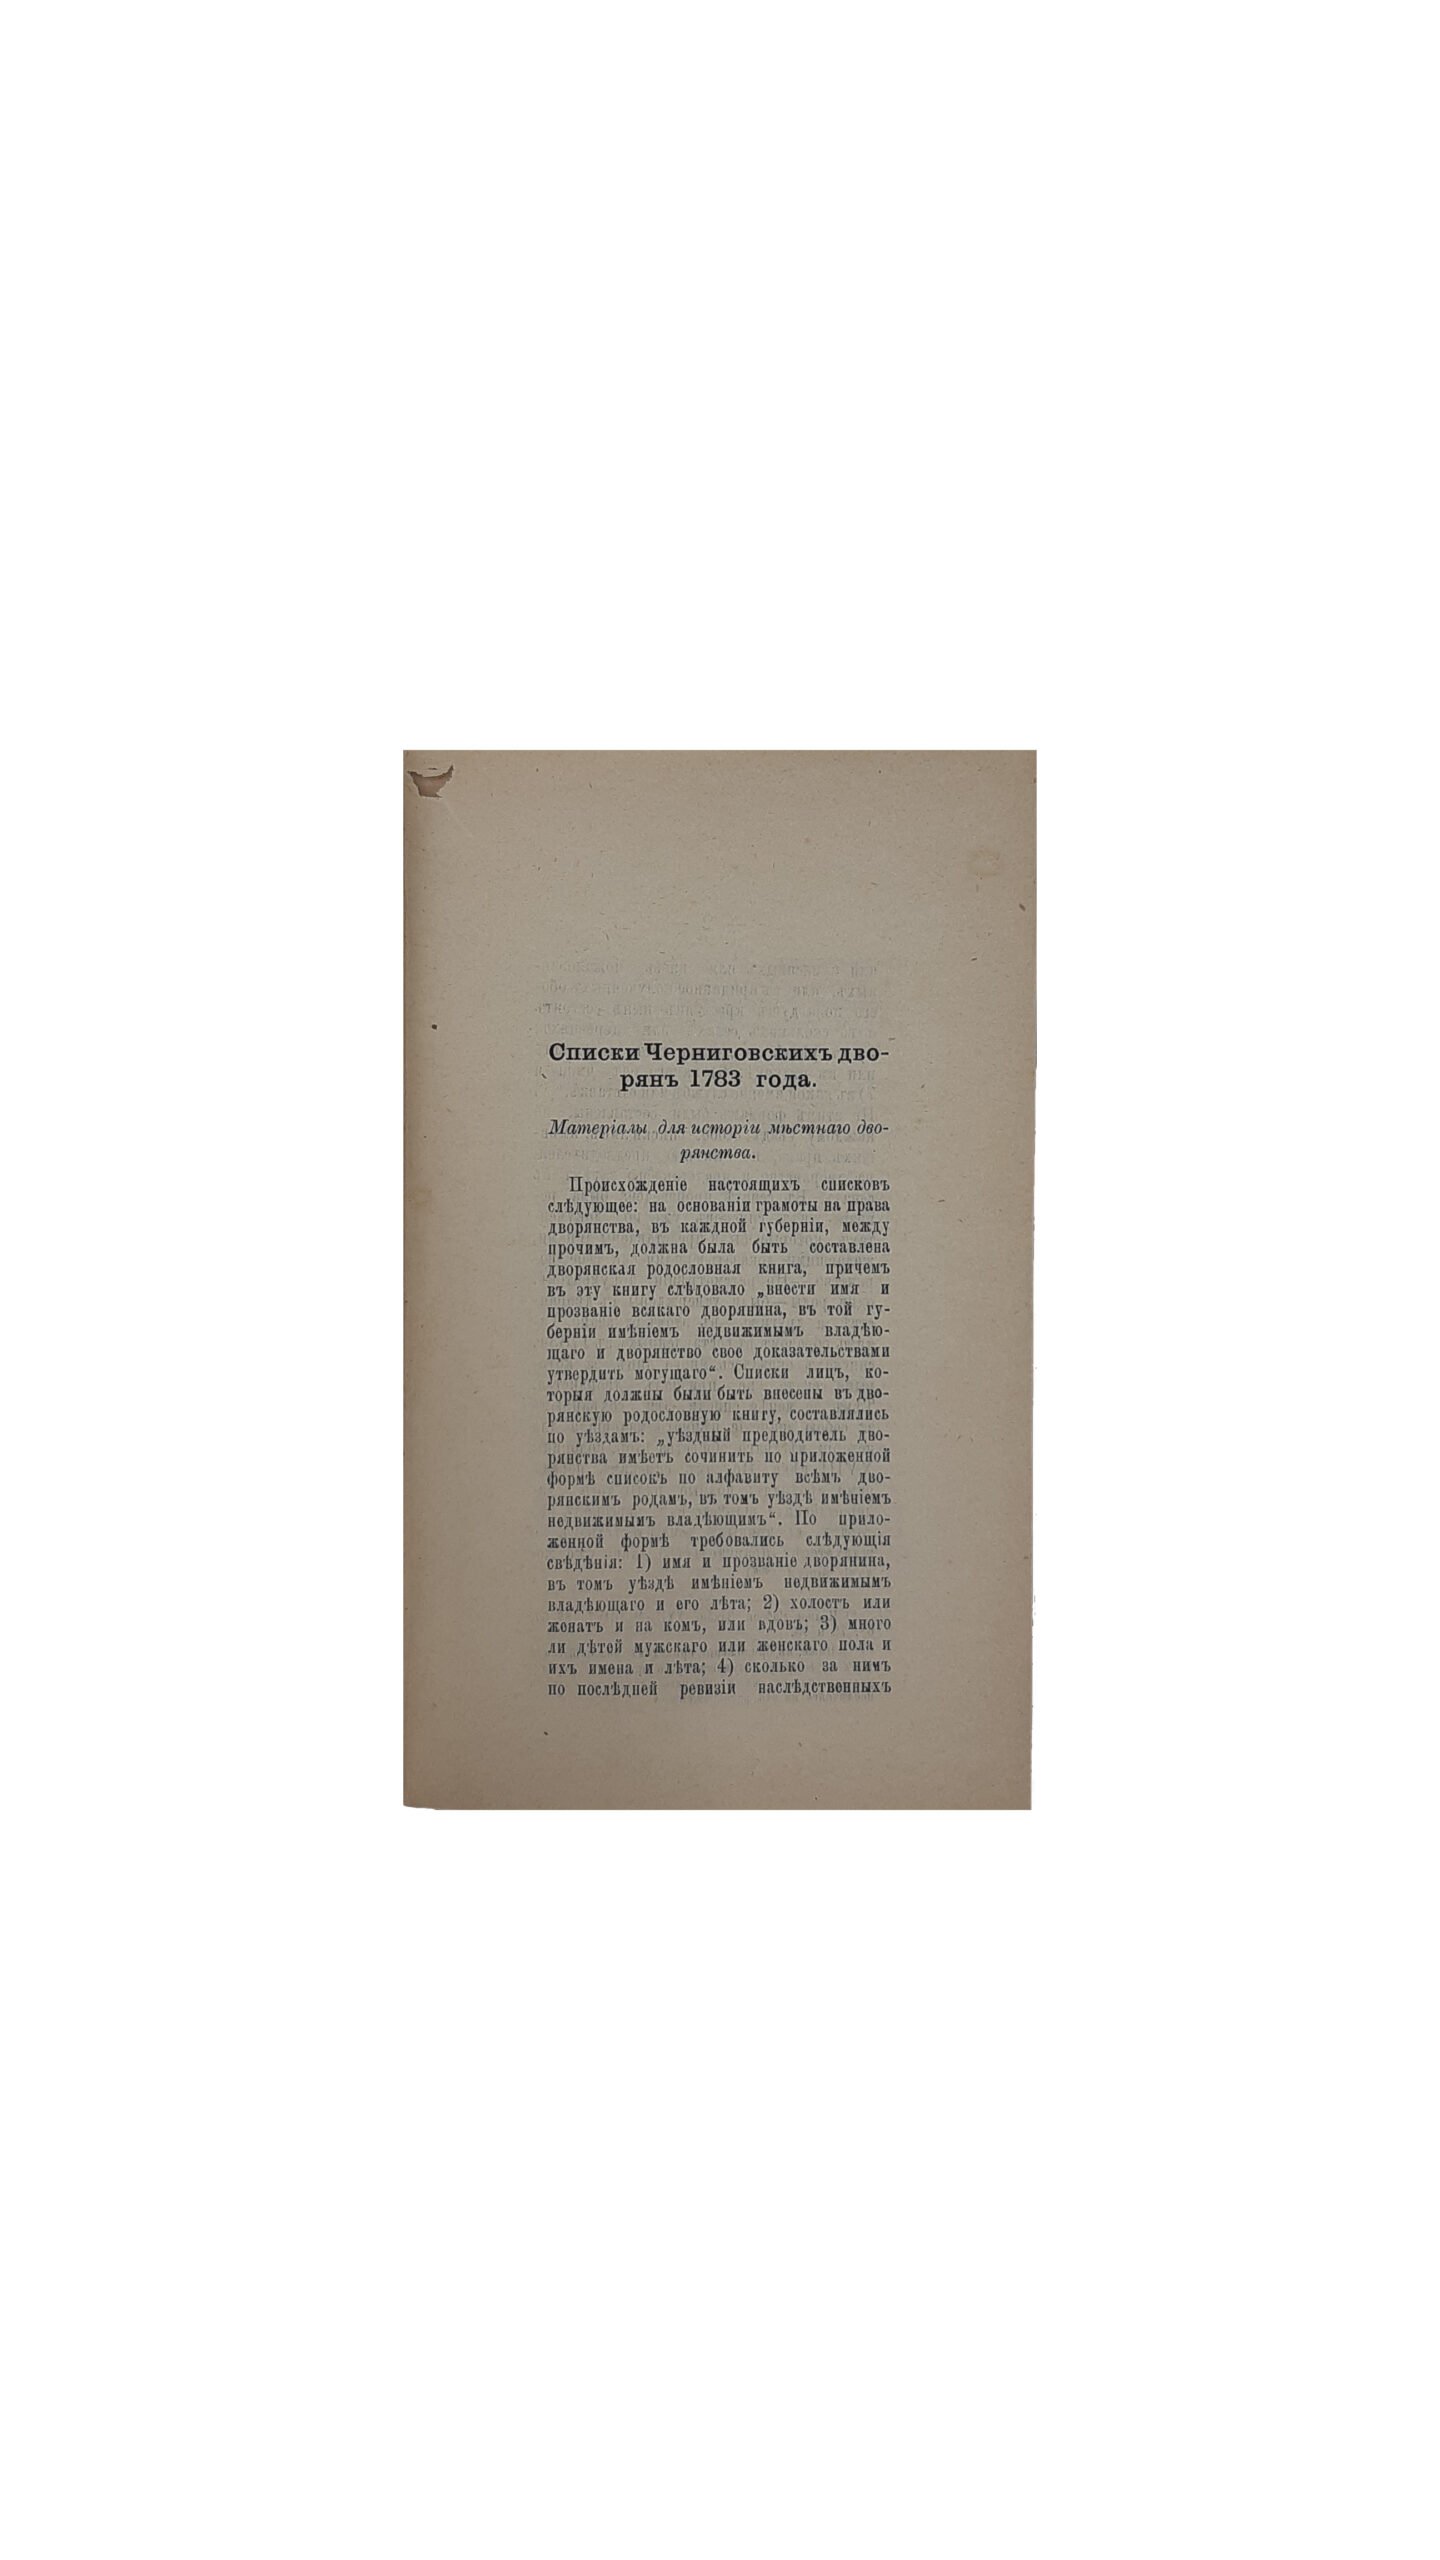 Списки Черниговскихъ дво-
рянъ 1783 года.
Матеріалы для исторіи мѣстнаго дво-
рянства.
Происхожденіе настоящихъ списковъ
слѣдующее: на основаніи грамоты на права
дворянства, въ каждной губерніи, между
прочимъ, должна была быть составлена
дворянская родословная книга, причемъ
въ эту книгу слѣдовало „внести имя и
прозваніе всякаго дворянина, въ той гу-
берніи имѣніемъ недвижимымъ владѣю-
щаго и дворянство свое доказательствами
утвердить могущаго“. Списки лицъ, ко-
торыя должны были быть внесены въ дво-
рянскую родословную книгу, составлялись
по уѣздамъ: „уѣздный предводитель дво-
рянства имѣетъ сочинить по приложенной
формѣ списокъ по алфавиту всѣмъ дво-
рянскимъ родамъ, въ томъ уѣздѣ имѣніемъ
недвижимымъ владѣющимъ“. По прило-
женной формѣ требовались слѣдующія
свѣдѣнія: 1) имя и прозваніе дворянина,
въ томъ уѣздѣ имѣніемъ недвижимымъ
владѣющаго и его лѣта; 2) холостъ или
женатъ и на комъ, или вдовъ; 3) много
ли дѣтей мужскаго или женскаго пола и
ихъ имена и лѣта; 4) сколько за нимъ
по послѣдней ревизіи наслѣдственныхъ